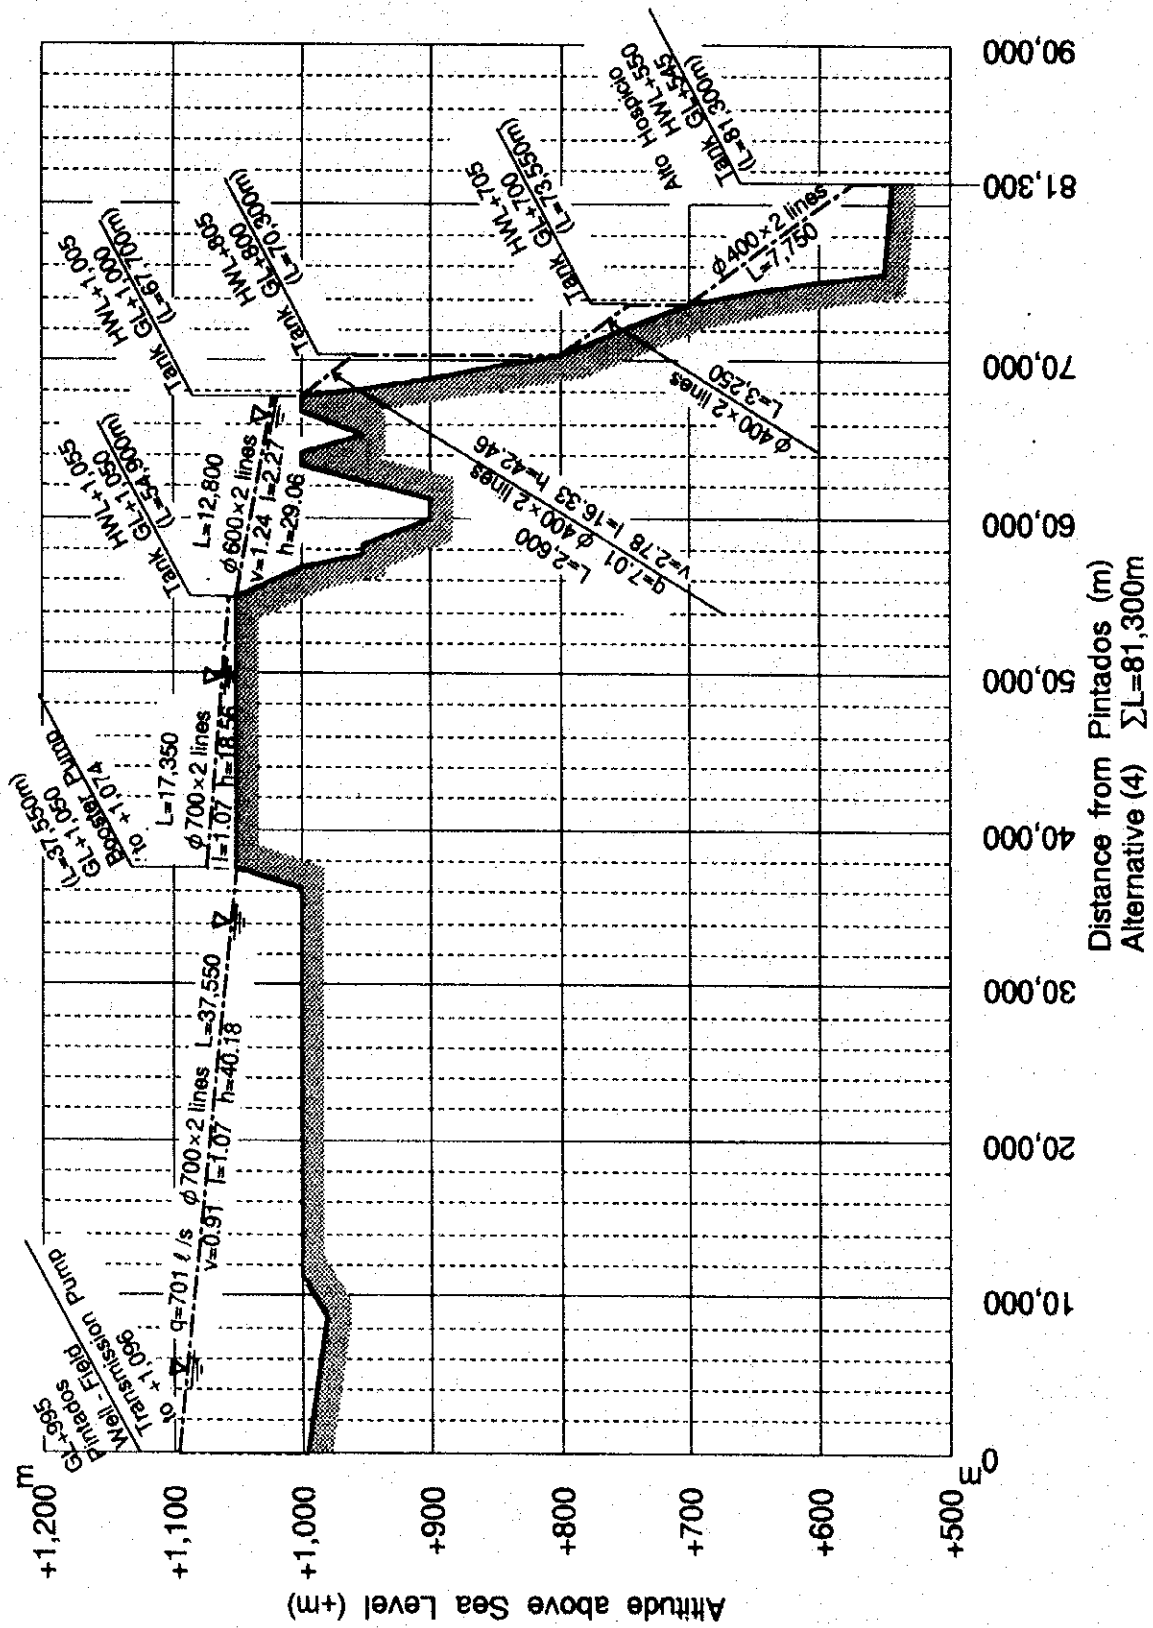 +1,200
m
+1,100
+1,000
+900
+800
+700
+600
+500
m
Altitude above Sea Level (+m)
GL+995
Pintados
Well - Field
Transmission Pump
to +1,096
q=701 ℓ/s φ700×2 lines L=37,550
v=0.91 I=1.07 h=40.18
(L=37,550m)
GL+1,050
Booster Pump
to +1,074
L=17,350
φ700×2 lines
I=1.07 h=18.56
HWL+1,055
Tank GL+1,050
(L=54,900m)
L=12,800
φ600×2 lines
v=1.24 I=2.27
h=29.06
HWL+1,005
Tank GL+1,000
(L=67,700m)
L=2,600
φ400×2 lines
q=7.01
v=2.78 I=16.33 h=42.46
HWL+805
Tank GL+800
(L=70,300m)
φ400×2 lines
L=3,250
HWL+705
Tank GL+700
(L=73,550m)
φ400×2 lines
L=7,750
Alto Hospicio
HWL+550
Tank GL+545
(L=81,300m)
0
10,000
20,000
30,000
40,000
50,000
60,000
70,000
81,300
90,000
Distance from Pintados (m)
Alternative (4) ΣL=81,300m